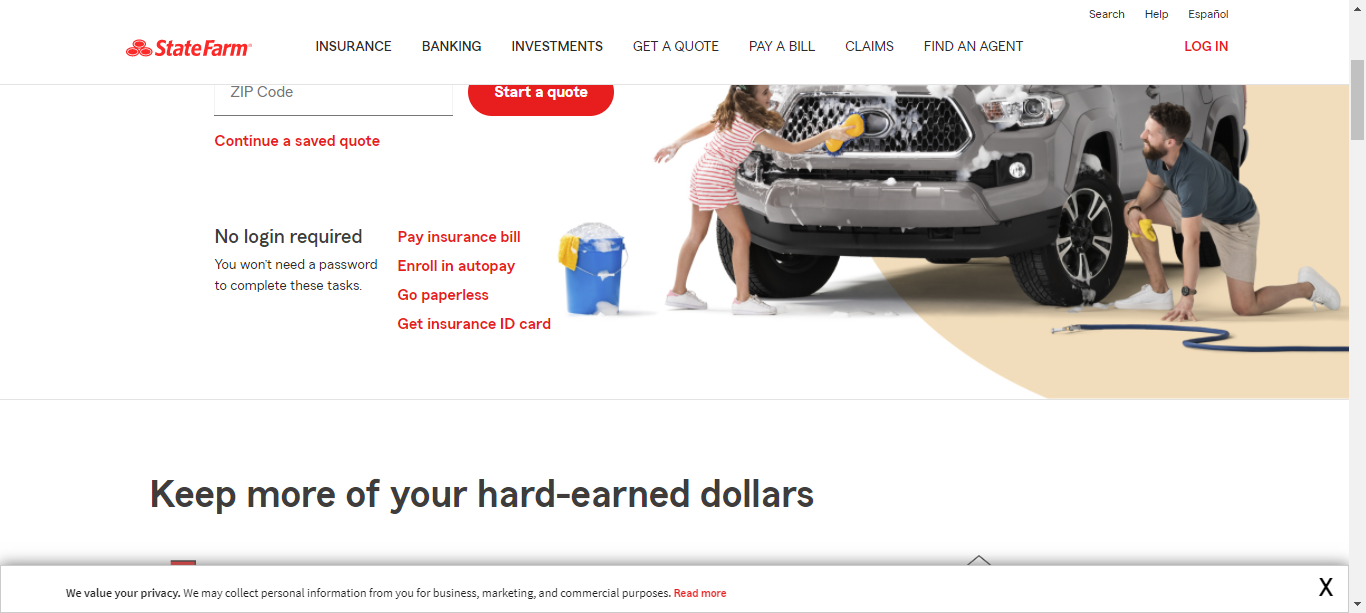 Search Help Español
StateFarm®
INSURANCE BANKING INVESTMENTS GET A QUOTE PAY A BILL CLAIMS FIND AN AGENT LOG IN
ZIP Code
Start a quote
Continue a saved quote
No login required
You won't need a password
to complete these tasks.
Pay insurance bill
Enroll in autopay
Go paperless
Get insurance ID card
Keep more of your hard-earned dollars
We value your privacy. We may collect personal information from you for business, marketing, and commercial purposes. Read more
X